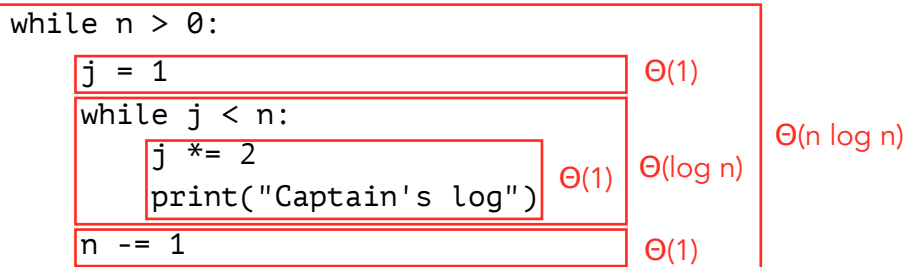 while n > 0:
j = 1 Θ(1)
while j < n:
j *= 2
print("Captain's log") Θ(1) Θ(log n) Θ(n log n)
n -= 1 Θ(1)